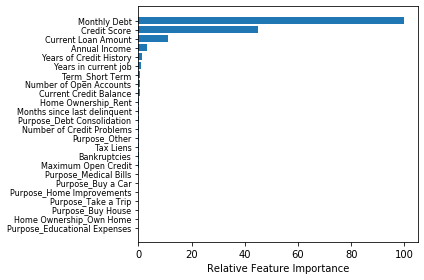 Monthly Debt
Credit Score
Current Loan Amount
Annual Income
Years of Credit History
Years in current job
Term_Short Term
Number of Open Accounts
Current Credit Balance
Home Ownership_Rent
Months since last delinquent
Purpose_Debt Consolidation
Number of Credit Problems
Purpose_Other
Tax Liens
Bankruptcies
Maximum Open Credit
Purpose_Medical Bills
Purpose_Buy a Car
Purpose_Home Improvements
Purpose_Take a Trip
Purpose_Buy House
Home Ownership_Own Home
Purpose_Educational Expenses
0 20 40 60 80 100
Relative Feature Importance